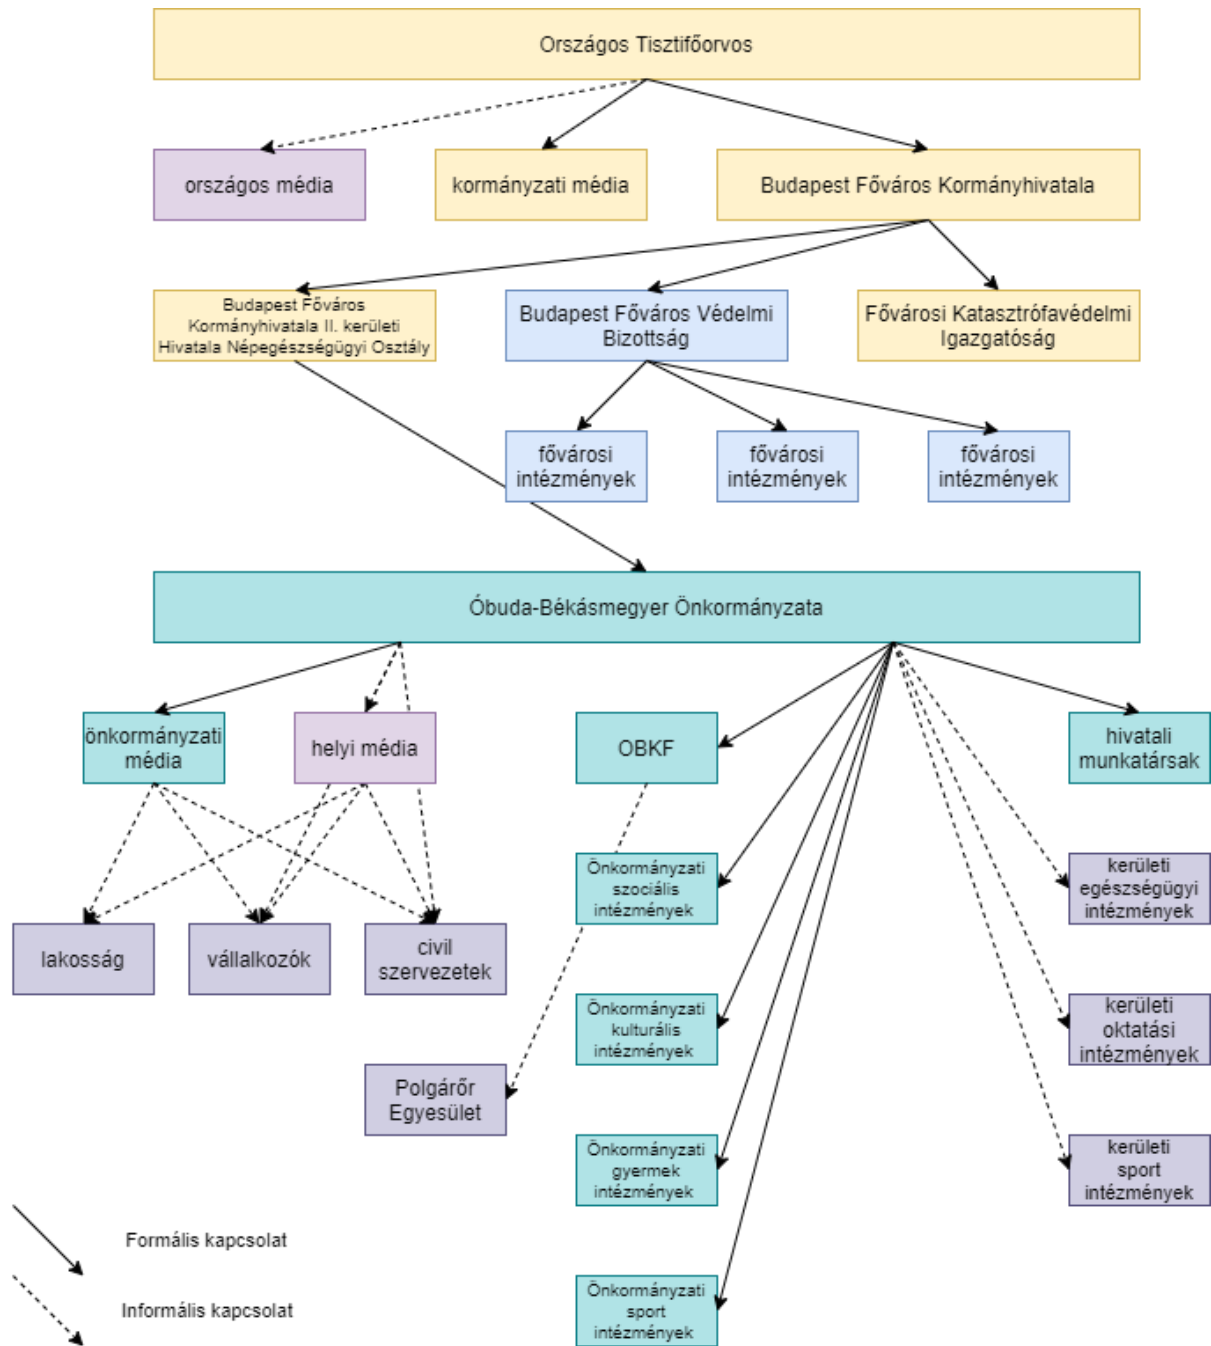 Országos Tisztifőorvos
országos média
kormányzati média
Budapest Főváros Kormányhivatala
Budapest Főváros
Kormányhivatala II. kerületi
Hivatala Népegészségügyi Osztály
Budapest Főváros Védelmi
Bizottság
Fővárosi Katasztrófavédelmi
Igazgatóság
fővárosi
intézmények
fővárosi
intézmények
fővárosi
intézmények
Óbuda-Békásmegyer Önkormányzata
önkormányzati
média
helyi média
OBKF
hivatali
munkatársak
Önkormányzati
szociális
intézmények
kerületi
egészségügyi
intézmények
lakosság
vállalkozók
civil
szervezetek
Önkormányzati
kulturális
intézmények
kerületi
oktatási
intézmények
Polgárőr
Egyesület
Önkormányzati
gyermek
intézmények
kerületi
sport
intézmények
Formális kapcsolat
Informális kapcsolat
Önkormányzati
sport
intézmények